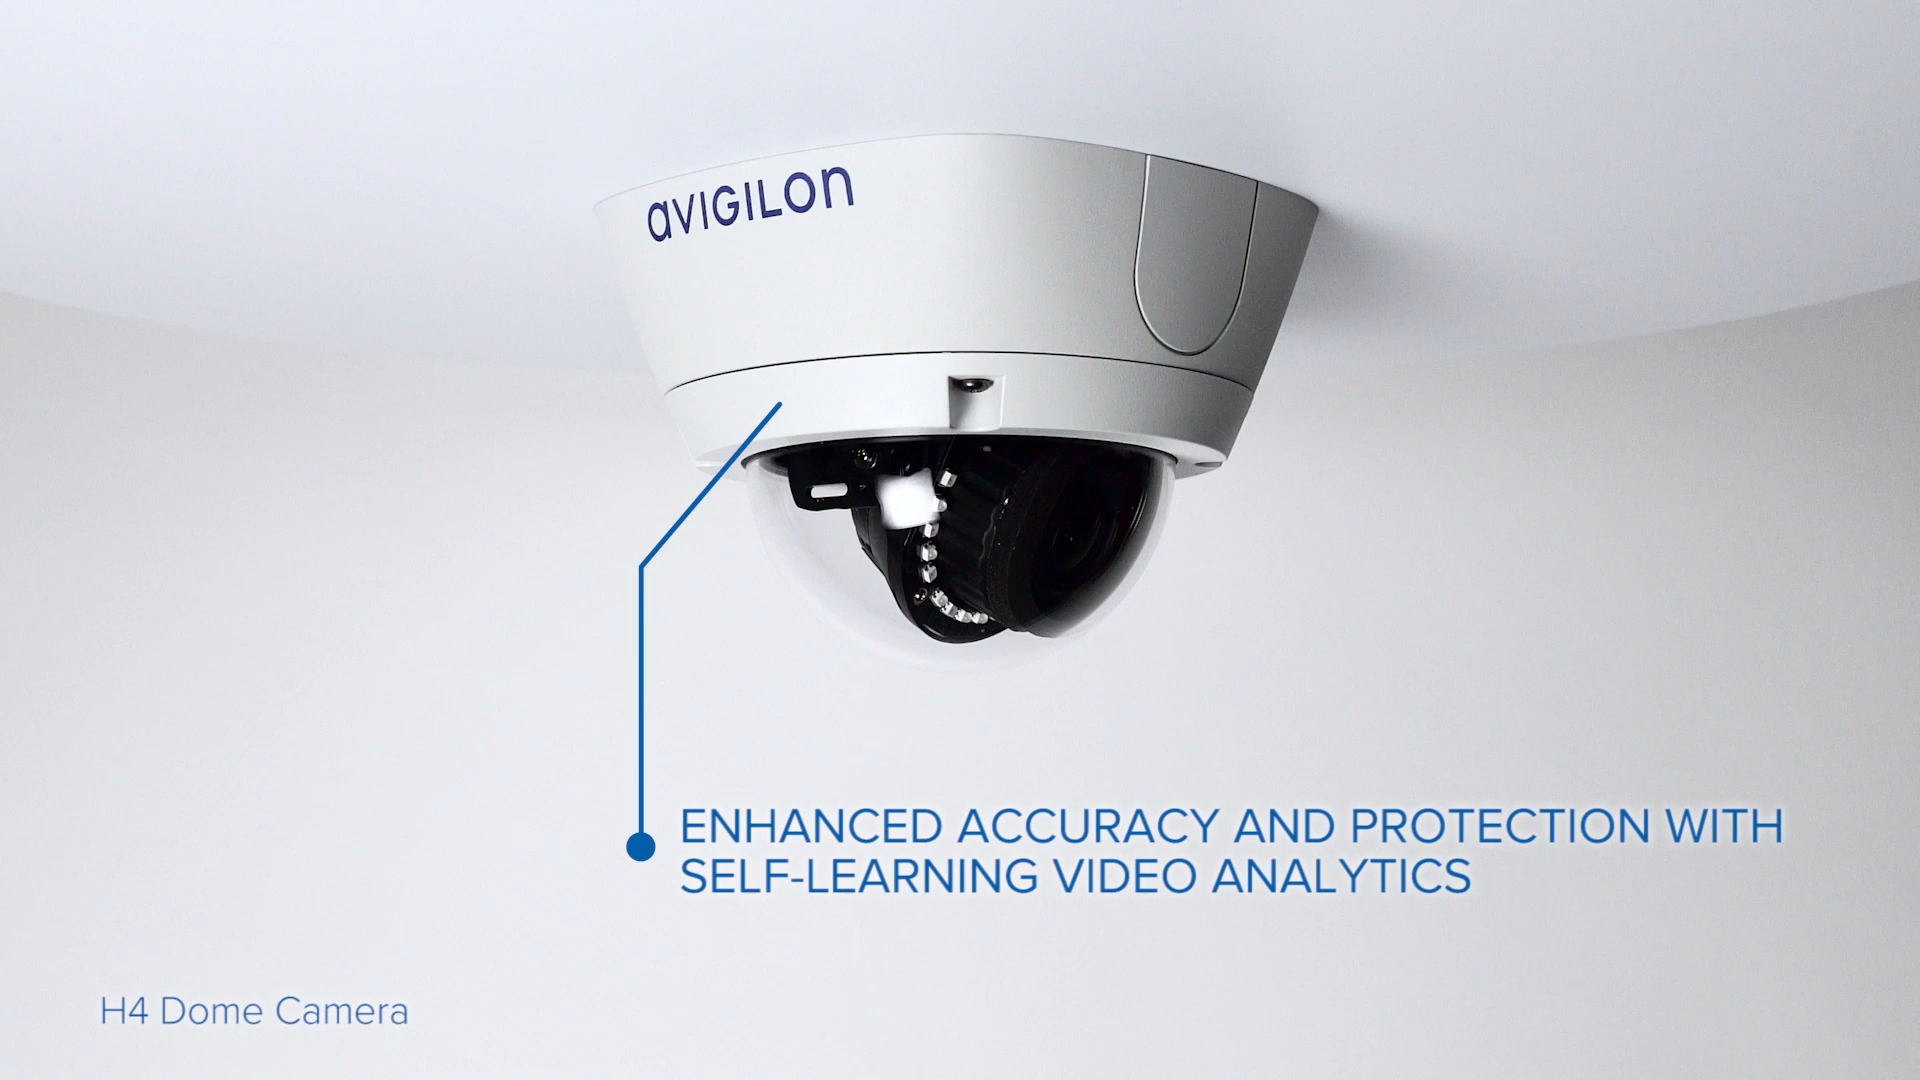 aVIGILOn
ENHANCED ACCURACY AND PROTECTION WITH
SELF-LEARNING VIDEO ANALYTICS
H4 Dome Camera